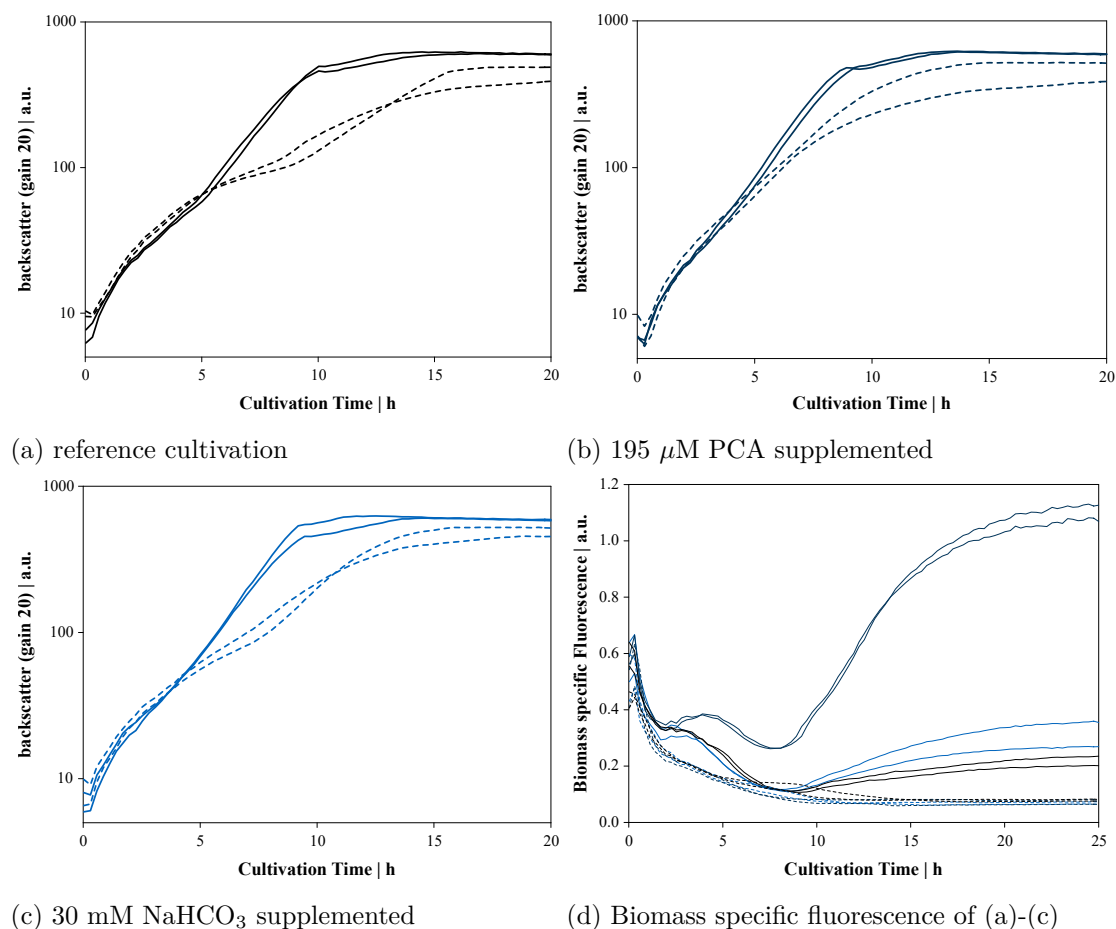 1000
100
10
backscatter (gain 20) | a.u.
0 5 10 15 20
Cultivation Time | h
(a) reference cultivation
1000
100
10
backscatter (gain 20) | a.u.
0 5 10 15 20
Cultivation Time | h
(b) 195 μM PCA supplemented
1000
100
10
backscatter (gain 20) | a.u.
0 5 10 15 20
Cultivation Time | h
(c) 30 mM NaHCO₃ supplemented
1.2
1.0
0.8
0.6
0.4
0.2
0.0
Biomass specific Fluorescence | a.u.
0 5 10 15 20 25
Cultivation Time | h
(d) Biomass specific fluorescence of (a)-(c)